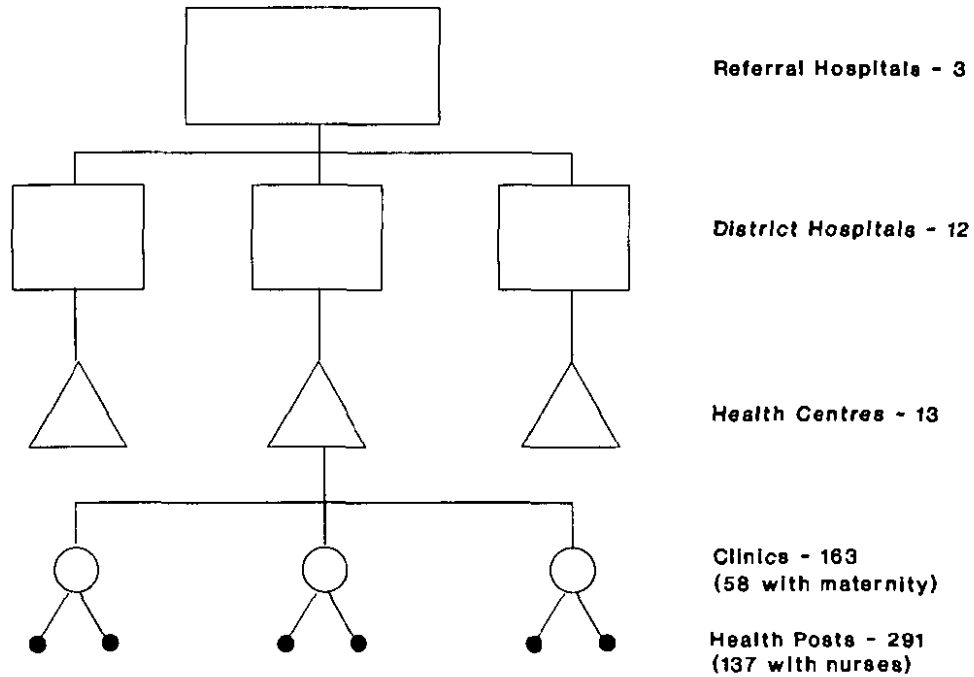 Referral Hospitals - 3
District Hospitals - 12
Health Centres - 13
Clinics - 163
(58 with maternity)
Health Posts - 291
(137 with nurses)